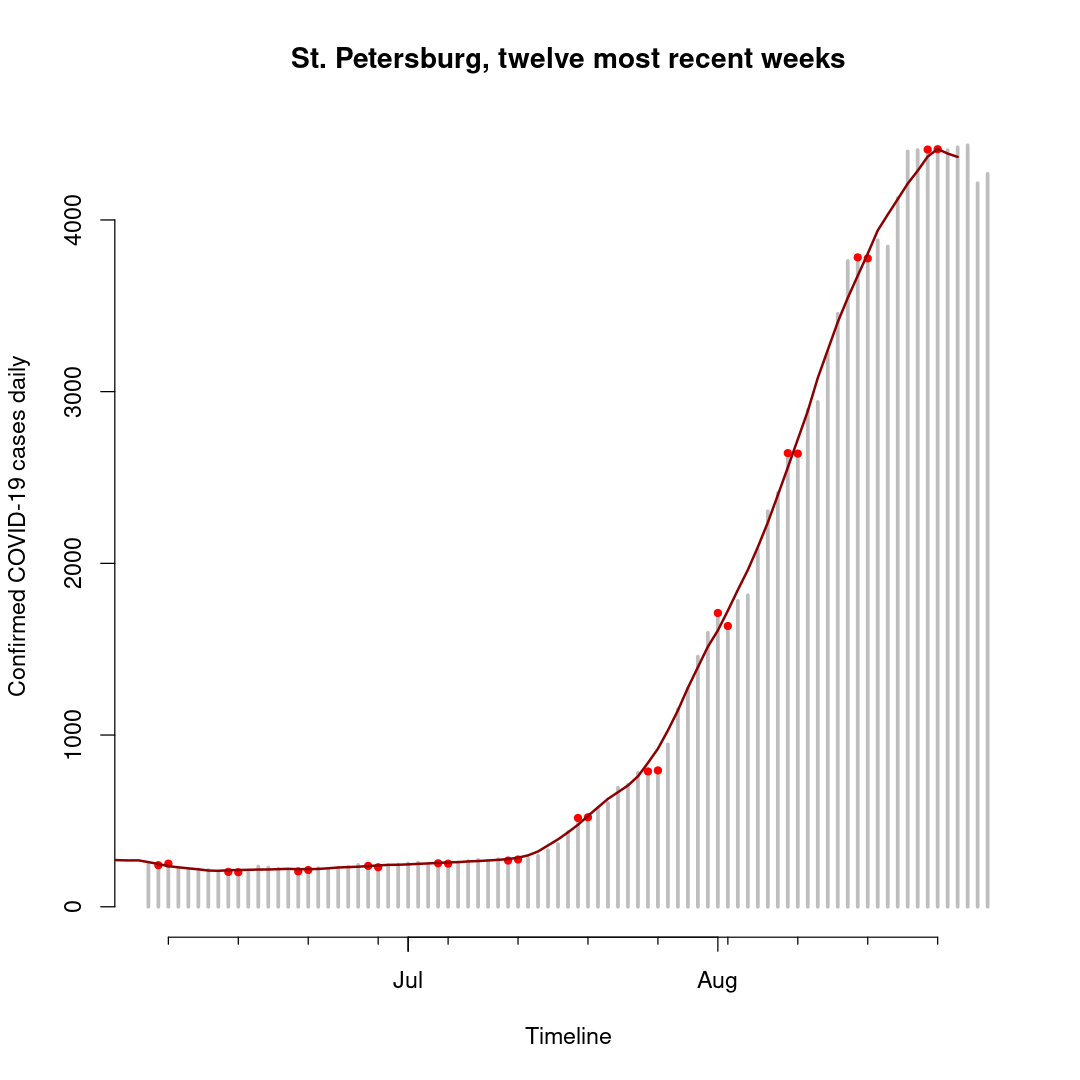 St. Petersburg, twelve most recent weeks
Confirmed COVID-19 cases daily
4000
3000
2000
1000
0
Jul
Aug
Timeline